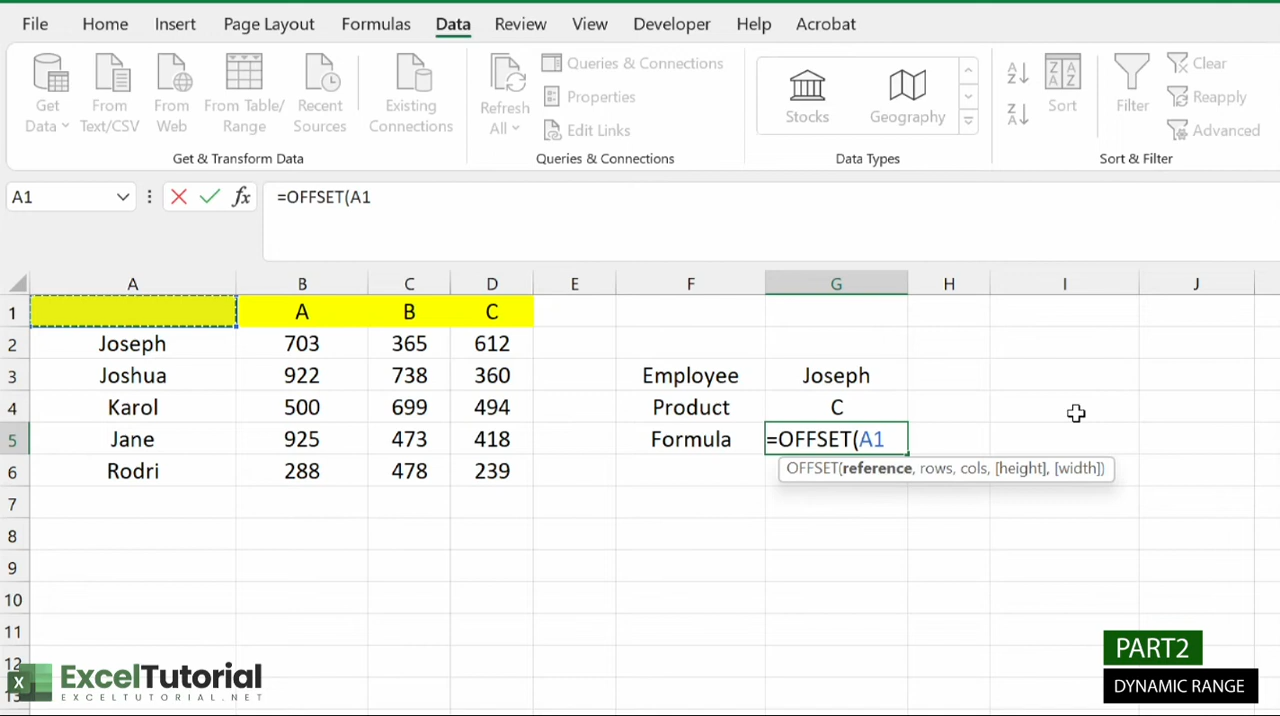 File Home Insert Page Layout Formulas Data Review View Developer Help Acrobat
Get Data
From Text/CSV
From Web
From Table/ Range
Recent Sources
Existing Connections
Refresh All
Queries & Connections
Properties
Edit Links
Stocks
Geography
Sort
Filter
Clear
Reapply
Advanced
Get & Transform Data
Queries & Connections
Data Types
Sort & Filter
A1 fx =OFFSET(A1
A B C D E F G H I J
1 A B C
2 Joseph 703 365 612
3 Joshua 922 738 360 Employee Joseph
4 Karol 500 699 494 Product C
5 Jane 925 473 418 Formula =OFFSET(A1
6 Rodri 288 478 239
OFFSET(reference, rows, cols, [height], [width])
7
8
9
10
11
12
X ExcelTutorial
EXCELTUTORIAL.NET
PART2
DYNAMIC RANGE